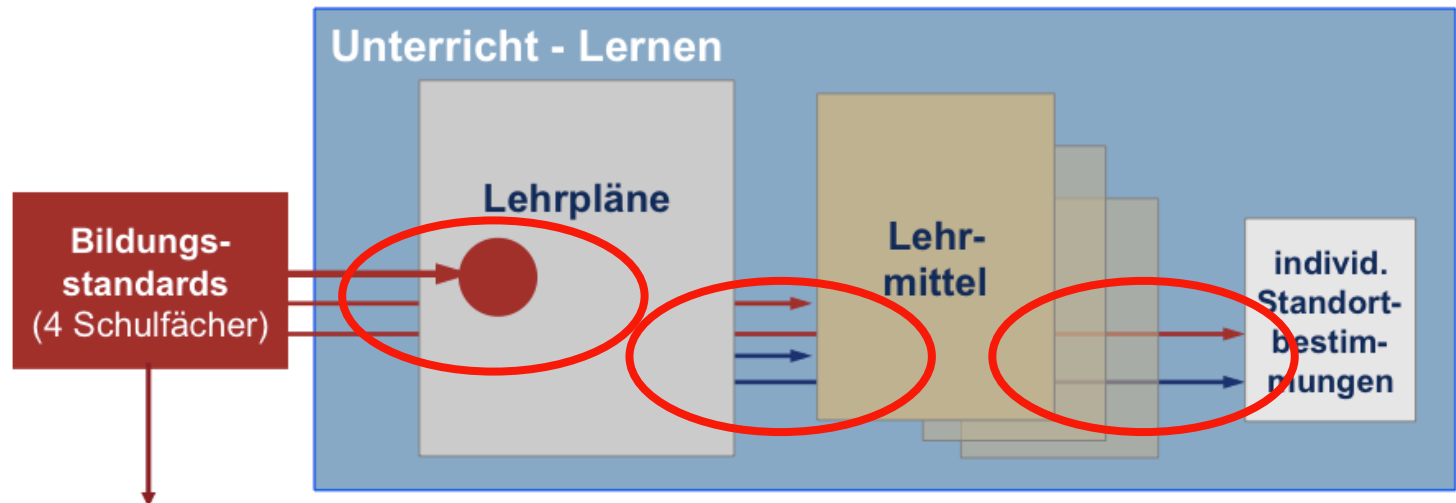 Unterricht - Lernen
Lehrpläne
Bildungs-
standards
(4 Schulfächer)
Lehr-
mittel
individ.
Standort-
bestim-
mungen